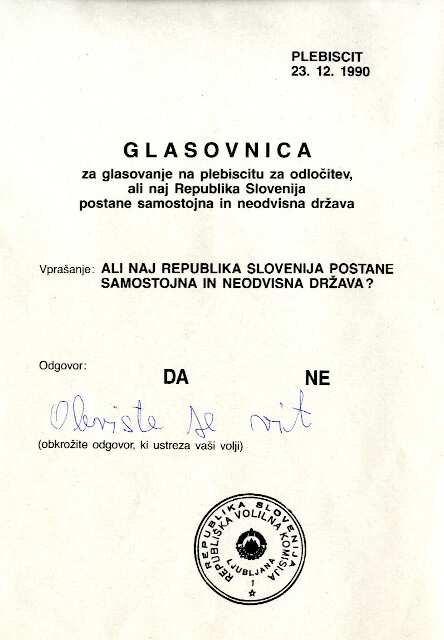 PLEBISCIT
23. 12. 1990
GLASOVNICA
za glasovanje na plebiscitu za odločitev,
ali naj Republika Slovenija
postane samostojna in neodvisna država
Vprašanje: ALI NAJ REPUBLIKA SLOVENIJA POSTANE
SAMOSTOJNA IN NEODVISNA DRŽAVA?
Odgovor:
DA NE
se
(obkrožite odgovor, ki ustreza vaši volji)
REPUBLIKA SLOVENIJA
REPUBLIŠKA VOLILNA KOMISIJA
LJUBLJANA
1